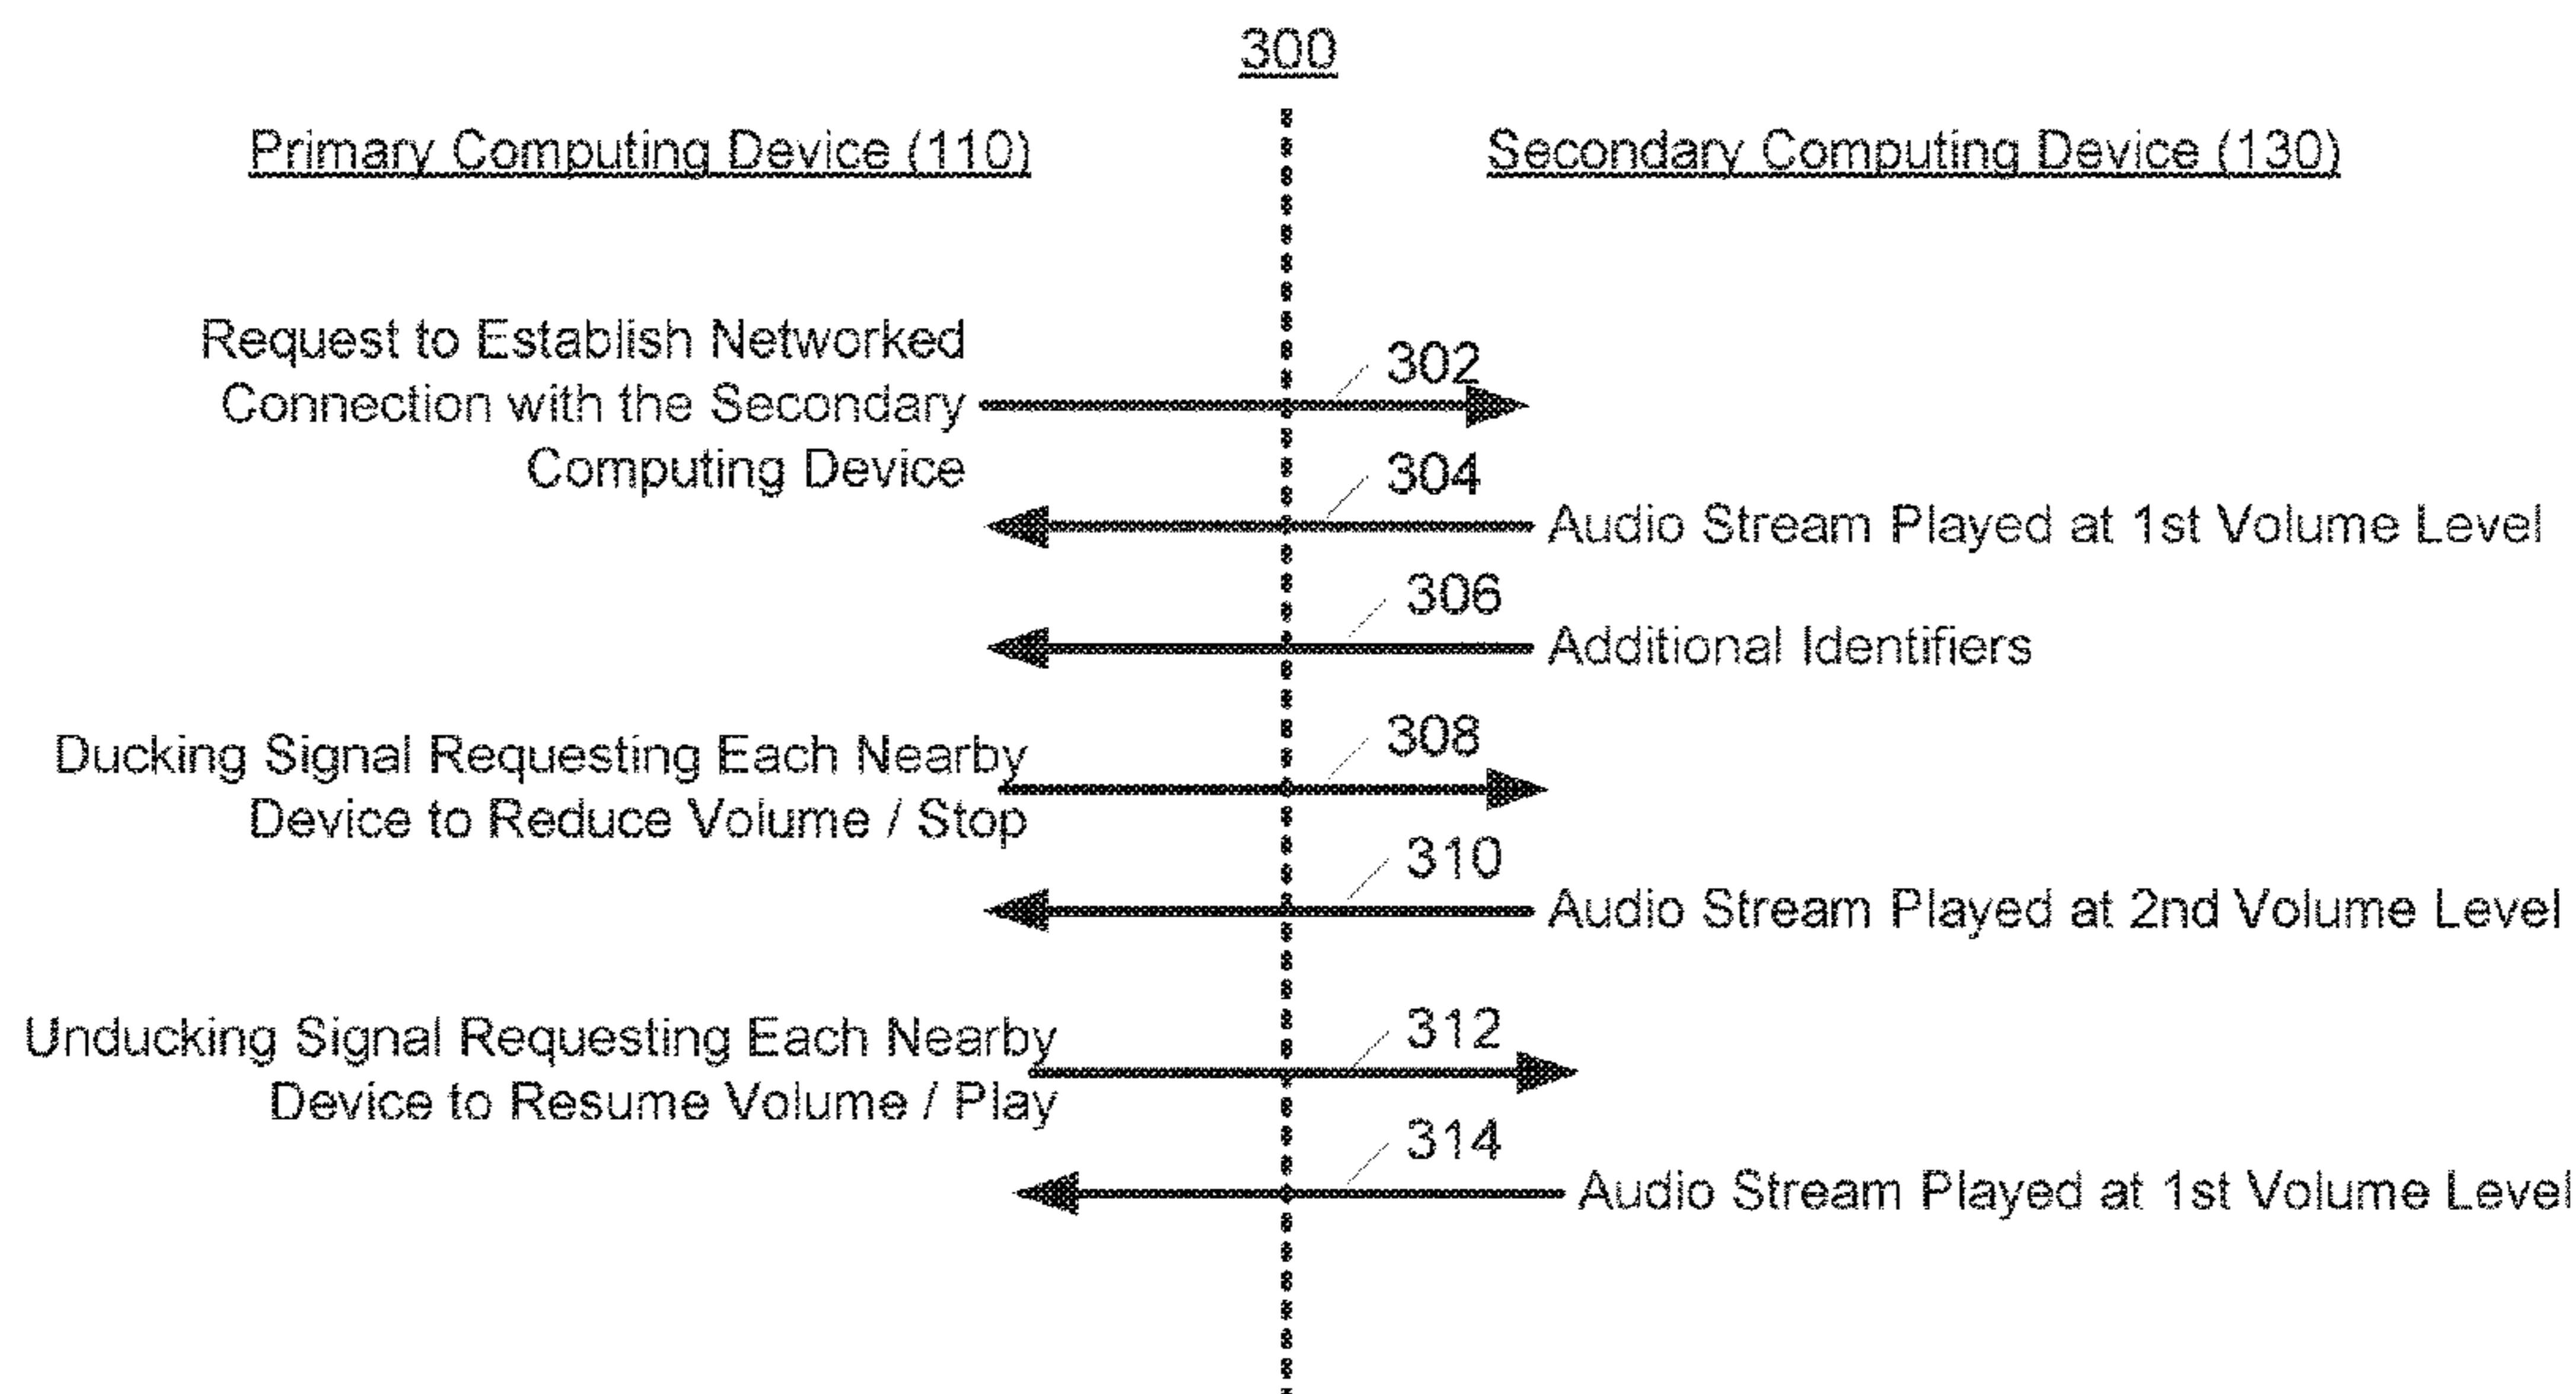 300
Primary Computing Device (110)
Secondary Computing Device (130)
Request to Establish Networked
Connection with the Secondary
Computing Device
302
304
Audio Stream Played at 1st Volume Level
306
Additional Identifiers
Ducking Signal Requesting Each Nearby
Device to Reduce Volume / Stop
308
310
Audio Stream Played at 2nd Volume Level
Unducking Signal Requesting Each Nearby
Device to Resume Volume / Play
312
314
Audio Stream Played at 1st Volume Level